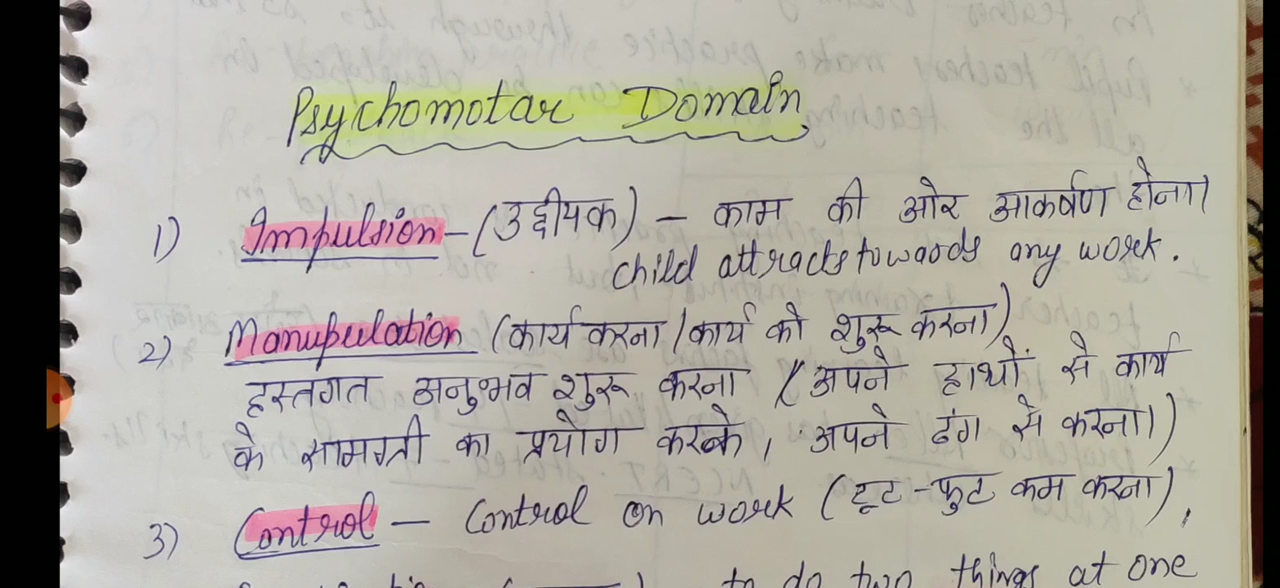 Psychomotar Domain
1) Impulsion - (उद्दीपक) - काम की ओर आकर्षण होना।
child attracts towards any work.
2) Manupulation (कार्य करना / कार्य को शुरू करना)
हस्तगत अनुभव शुरू करना (अपने हाथों से कार्य
के सामग्री का प्रयोग करके, अपने ढंग से करना।)
3) Control - Control on work (टूट-फुट कम करना),
to do two things at one